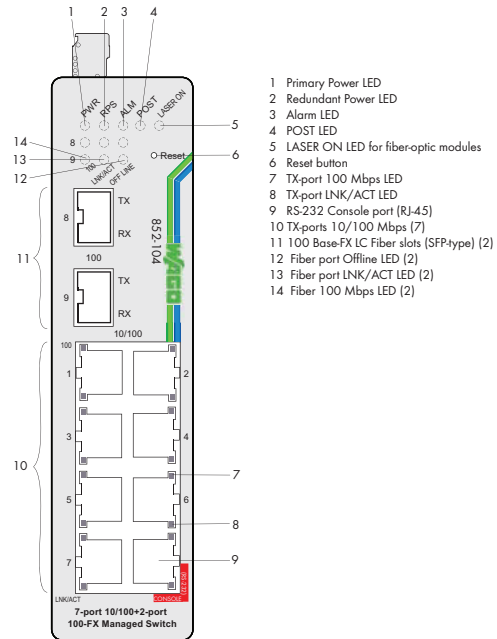 1 2 3 4
PWR RPS ALM POST LASER ON
5
8
14
13 9
12
100 LNK/ACT OFF LINE
Reset 6
TX
8
RX
100
11
852-104
WAGO
TX
9
RX
10/100
100
1 2
3 4
10
7
5 6
8
7 9
LNK/ACT
(RS-232)
CONSOLE
7-port 10/100+2-port
100-FX Managed Switch
1 Primary Power LED
2 Redundant Power LED
3 Alarm LED
4 POST LED
5 LASER ON LED for fiber-optic modules
6 Reset button
7 TX-port 100 Mbps LED
8 TX-port LNK/ACT LED
9 RS-232 Console port (RJ-45)
10 TX-ports 10/100 Mbps (7)
11 100 Base-FX LC Fiber slots (SFP-type) (2)
12 Fiber port Offline LED (2)
13 Fiber port LNK/ACT LED (2)
14 Fiber 100 Mbps LED (2)